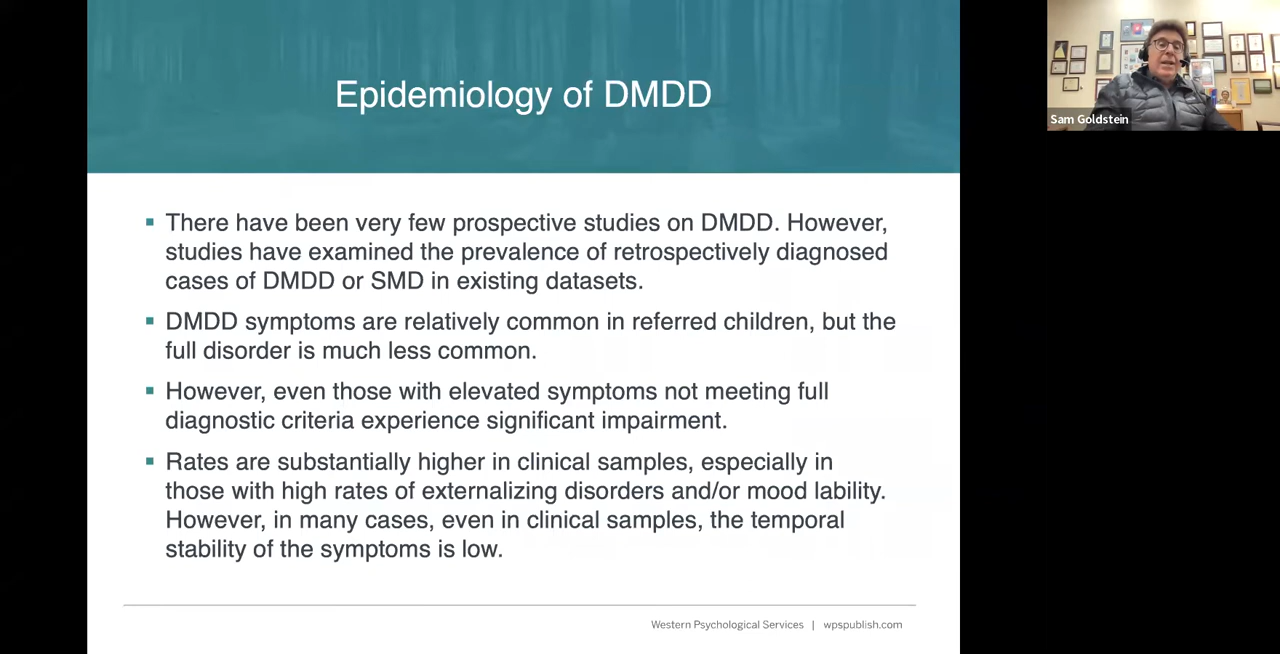 Epidemiology of DMDD
Sam Goldstein
▪ There have been very few prospective studies on DMDD. However,
studies have examined the prevalence of retrospectively diagnosed
cases of DMDD or SMD in existing datasets.
▪ DMDD symptoms are relatively common in referred children, but the
full disorder is much less common.
▪ However, even those with elevated symptoms not meeting full
diagnostic criteria experience significant impairment.
▪ Rates are substantially higher in clinical samples, especially in
those with high rates of externalizing disorders and/or mood lability.
However, in many cases, even in clinical samples, the temporal
stability of the symptoms is low.
Western Psychological Services | wpspublish.com